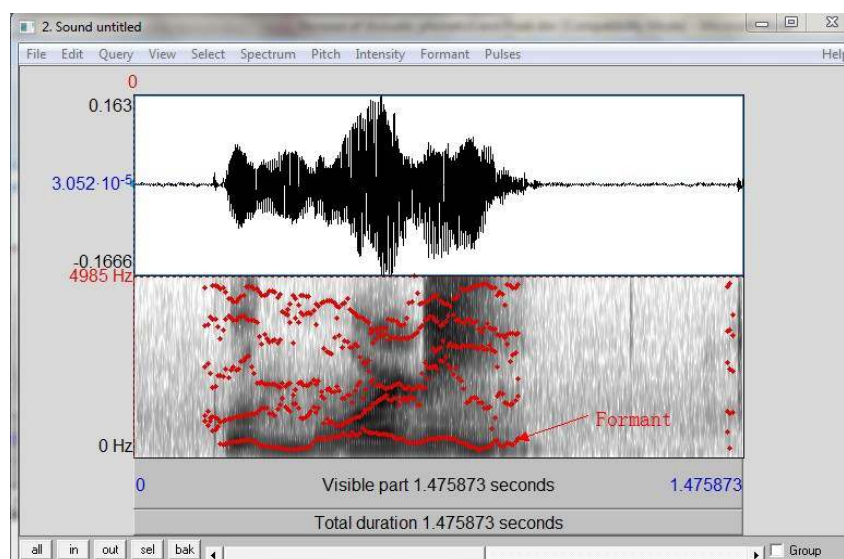 2. Sound untitled
File Edit Query View Select Spectrum Pitch Intensity Formant Pulses Help
0
0.163
3.052·10-5
-0.1666
4985 Hz
Formant
0 Hz
0 Visible part 1.475873 seconds 1.475873
Total duration 1.475873 seconds
all in out sel bak Group